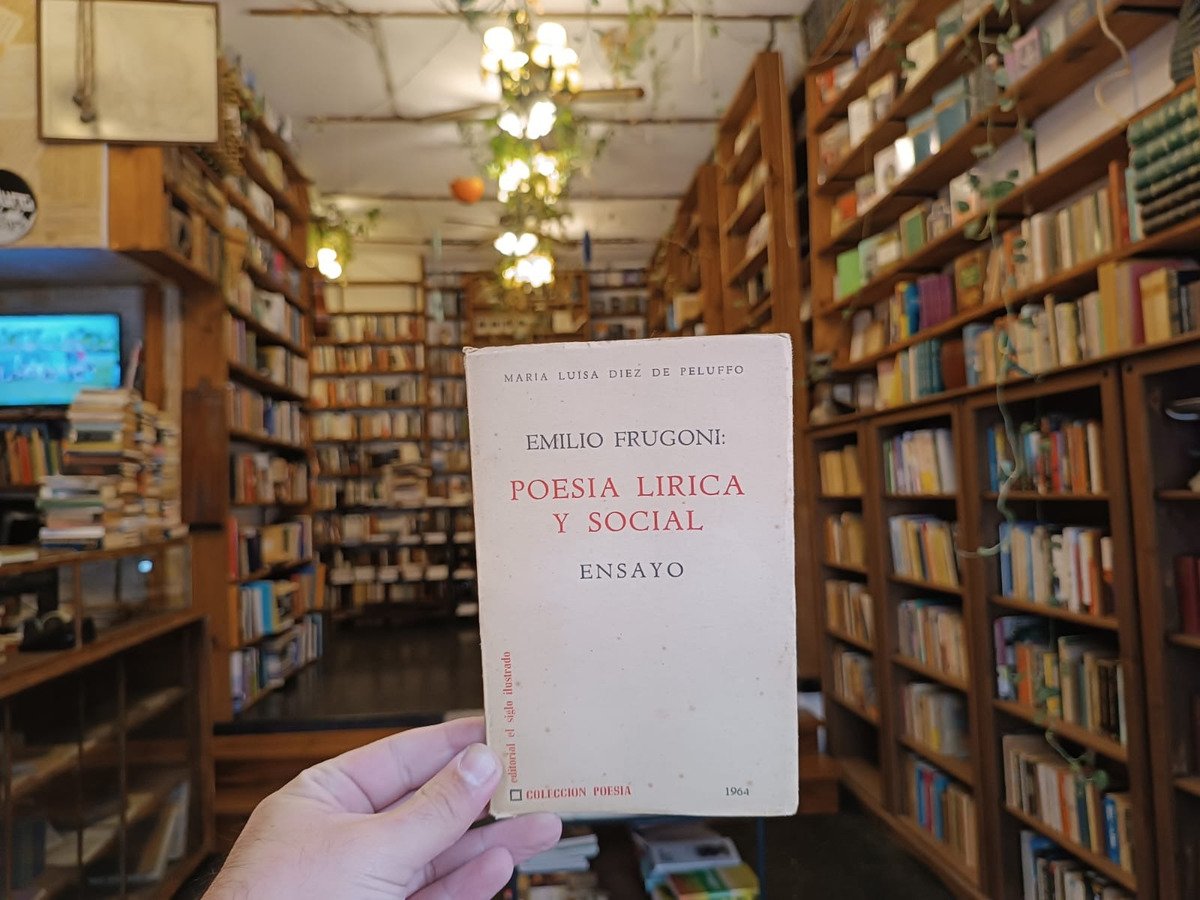 MARIA LUISA DIEZ DE PELUFFO
EMILIO FRUGONI:
POESIA LIRICA
Y SOCIAL
ENSAYO
editorial el siglo ilustrado
COLECCION POESIA
1964